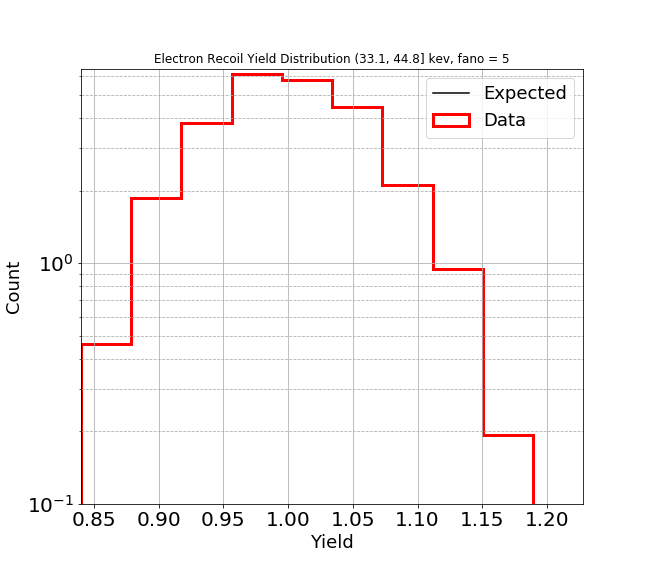 Electron Recoil Yield Distribution (33.1, 44.8] kev, fano = 5
Expected
Data
Count
10⁰
10⁻¹
0.85 0.90 0.95 1.00 1.05 1.10 1.15 1.20
Yield